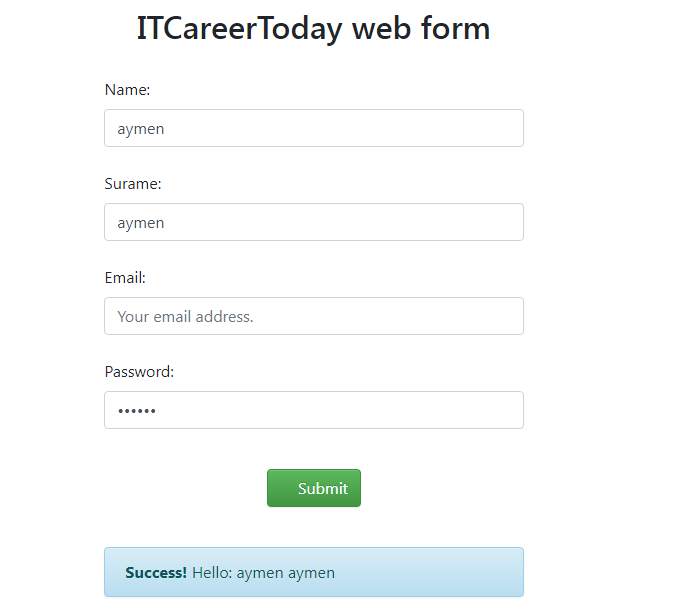 ITCareerToday web form
Name:
aymen
Surame:
aymen
Email:
Your email address.
Password:
••••••
Submit
Success! Hello: aymen aymen